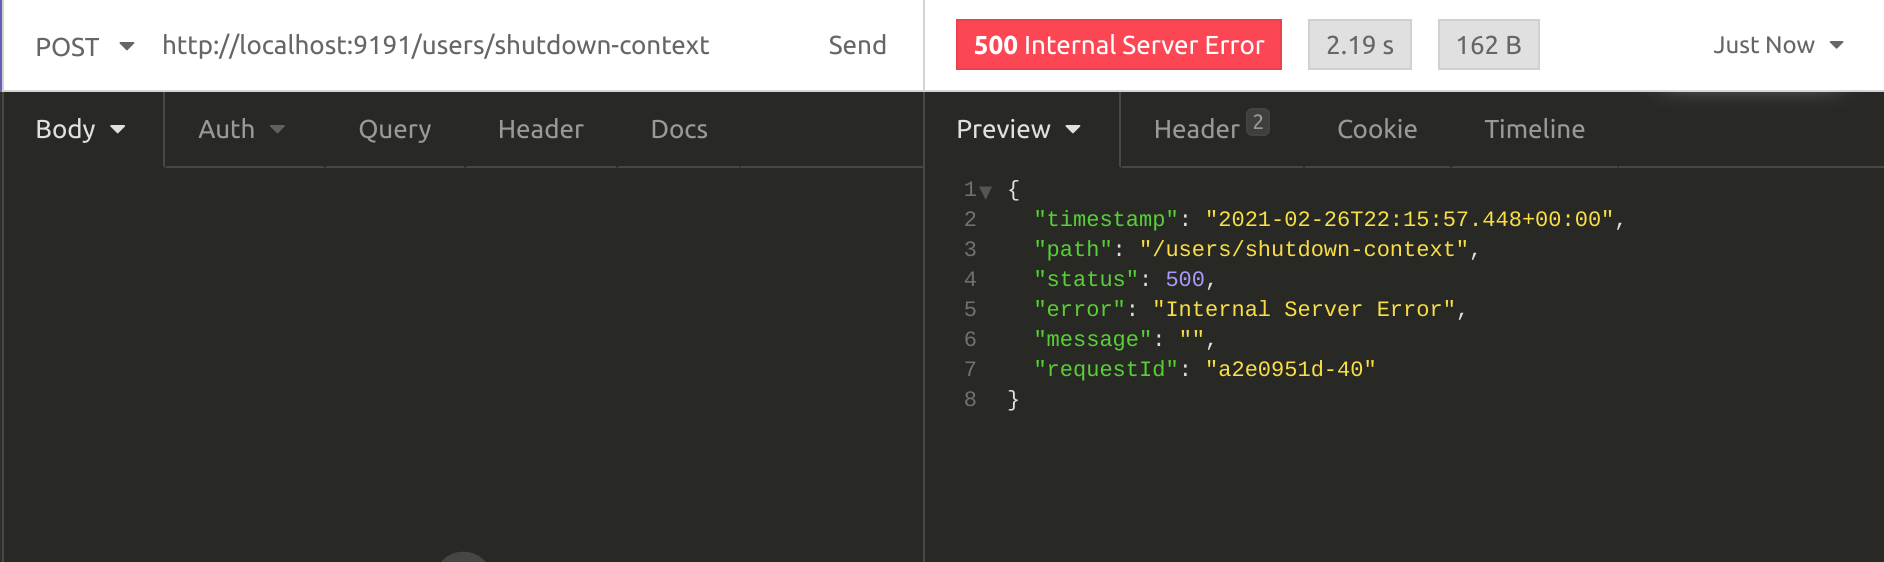 POST http://localhost:9191/users/shutdown-context Send
500 Internal Server Error 2.19 s 162 B Just Now
Body Auth Query Header Docs
Preview Header 2 Cookie Timeline
1 {
2 "timestamp": "2021-02-26T22:15:57.448+00:00",
3 "path": "/users/shutdown-context",
4 "status": 500,
5 "error": "Internal Server Error",
6 "message": "",
7 "requestId": "a2e0951d-40"
8 }